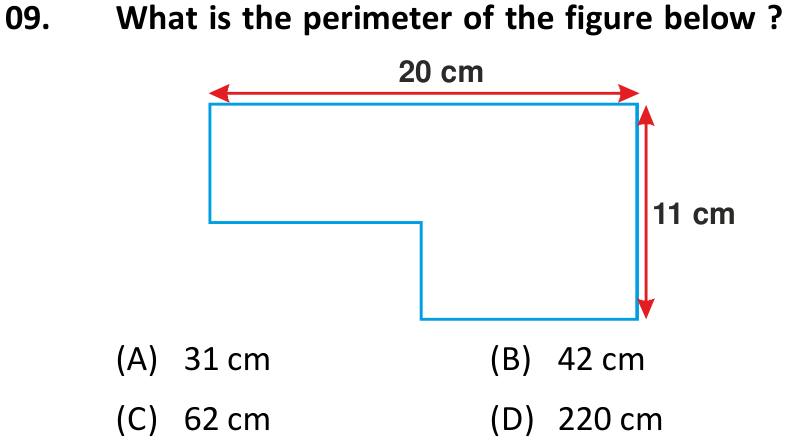 09. What is the perimeter of the figure below ?
20 cm
11 cm
(A) 31 cm (B) 42 cm
(C) 62 cm (D) 220 cm